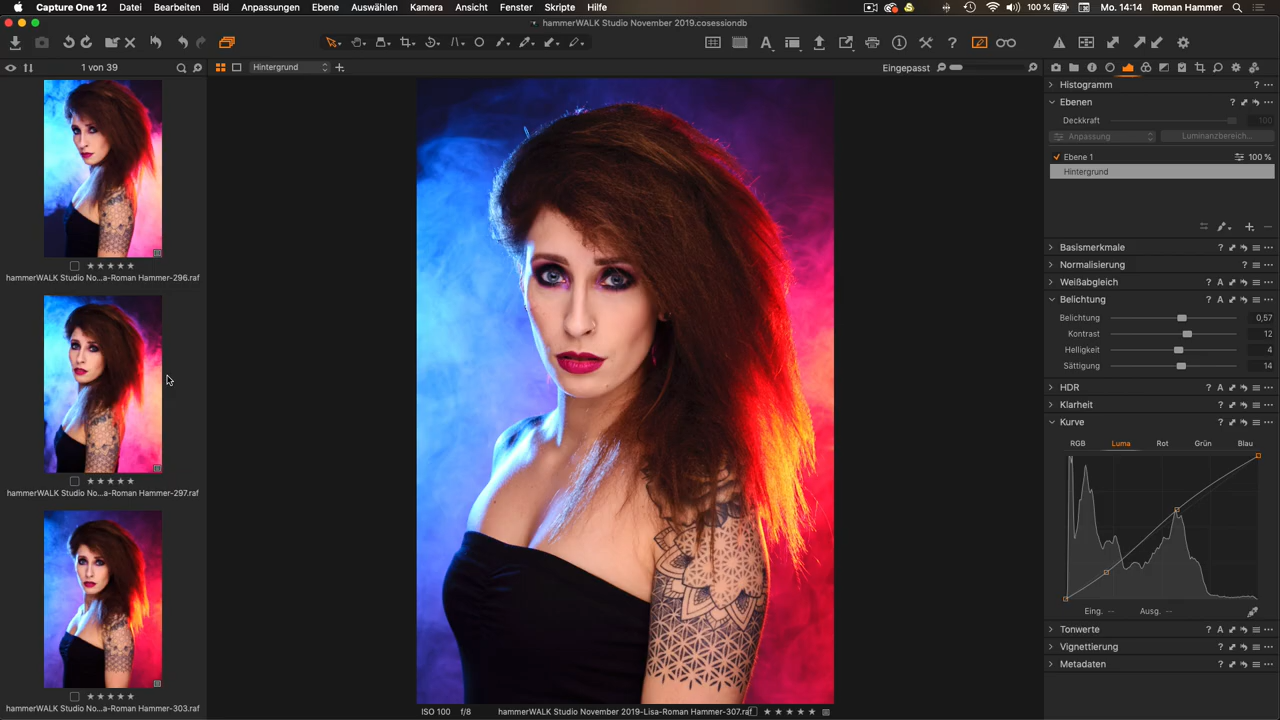 Capture One 12 Datei Bearbeiten Bild Anpassungen Ebene Auswählen Kamera Ansicht Fenster Skripte Hilfe 100 % Mo. 14:14 Roman Hammer
hammerWALK Studio November 2019.cosessiondb
1 von 39
Hintergrund
Eingepasst
hammerWALK Studio No...a-Roman Hammer-296.raf
hammerWALK Studio No...a-Roman Hammer-297.raf
hammerWALK Studio No...a-Roman Hammer-303.raf
ISO 100 f/8 hammerWALK Studio November 2019-Lisa-Roman Hammer-307.raf
Histogramm
Ebenen
Deckkraft 100
Anpassung Luminanzbereich...
Ebene 1 100 %
Hintergrund
Basismerkmale
Normalisierung
Weißabgleich
Belichtung
Belichtung 0,57
Kontrast 12
Helligkeit 4
Sättigung 14
HDR
Klarheit
Kurve
RGB Luma Rot Grün Blau
Eing. -- Ausg. --
Tonwerte
Vignettierung
Metadaten